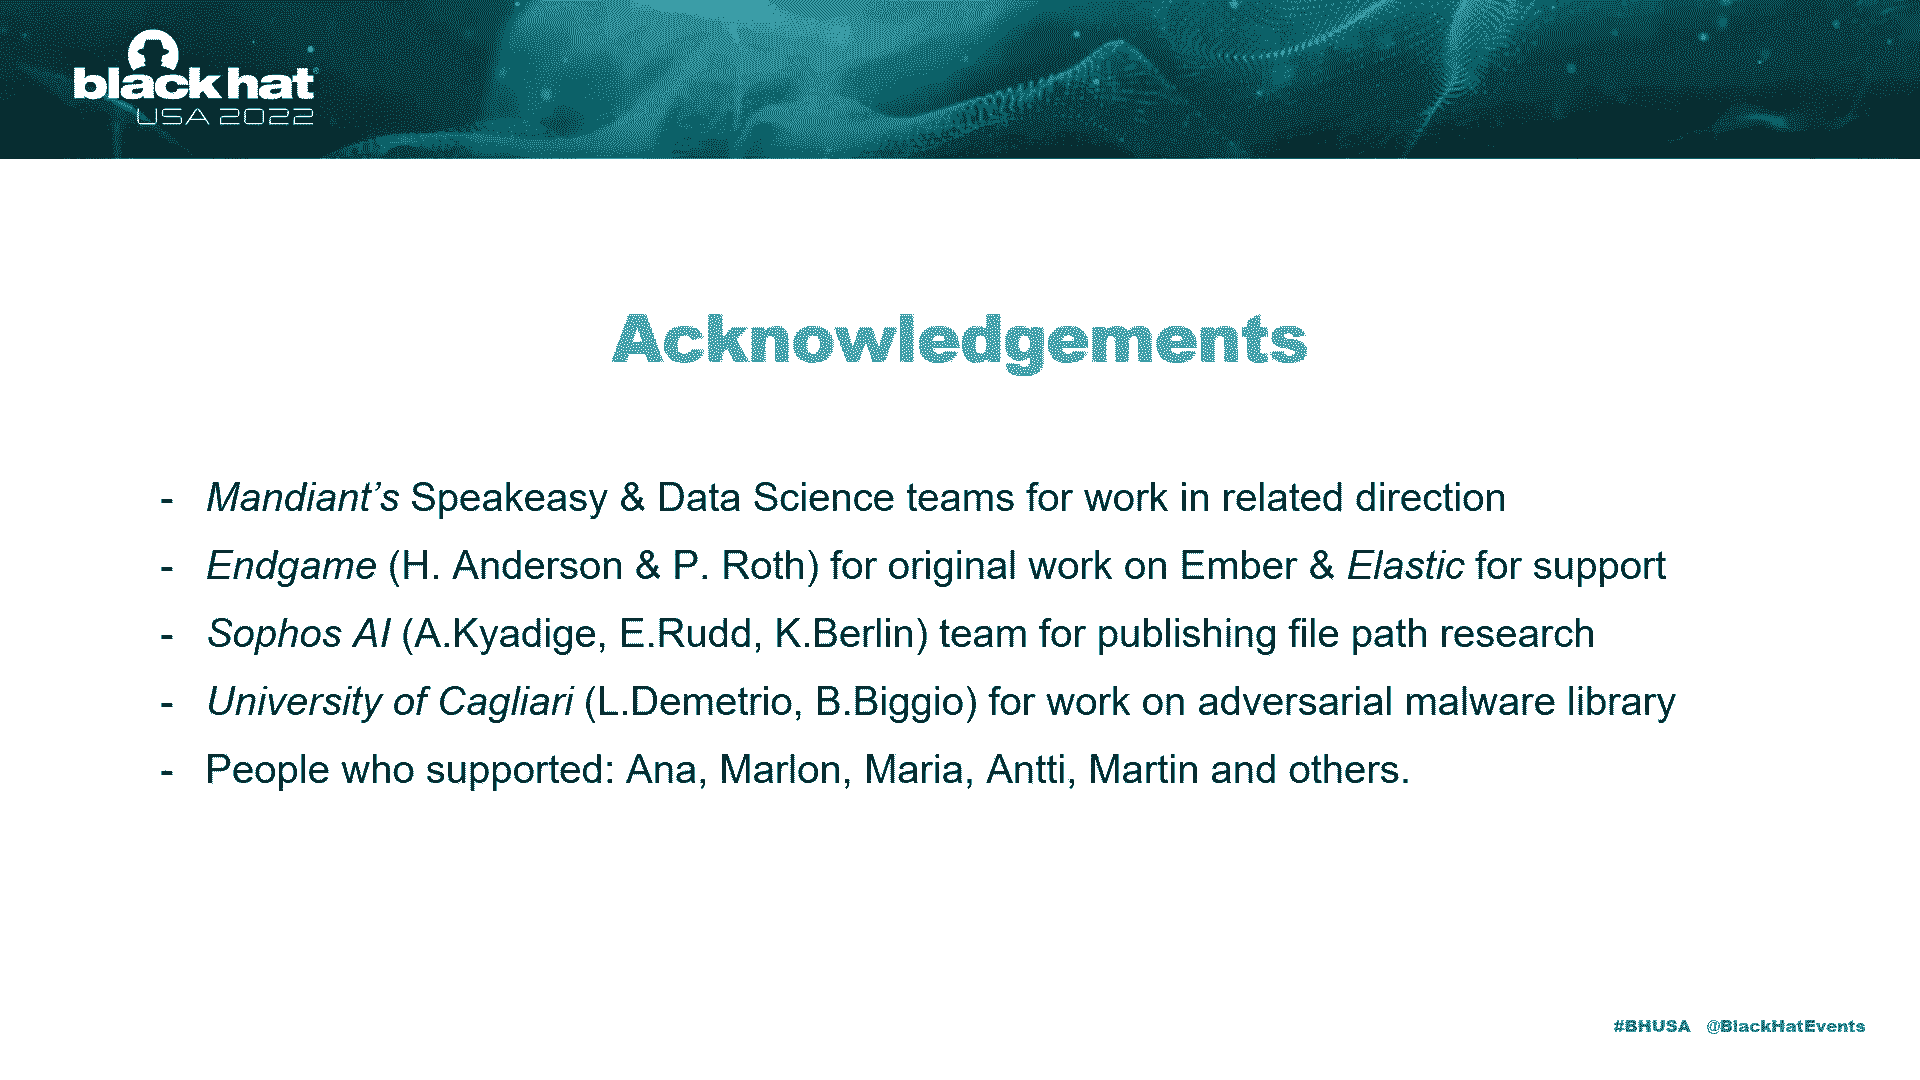 black hat
USA 2022
Acknowledgements
- Mandiant’s Speakeasy & Data Science teams for work in related direction
- Endgame (H. Anderson & P. Roth) for original work on Ember & Elastic for support
- Sophos AI (A.Kyadige, E.Rudd, K.Berlin) team for publishing file path research
- University of Cagliari (L.Demetrio, B.Biggio) for work on adversarial malware library
- People who supported: Ana, Marlon, Maria, Antti, Martin and others.
#BHUSA @BlackHatEvents